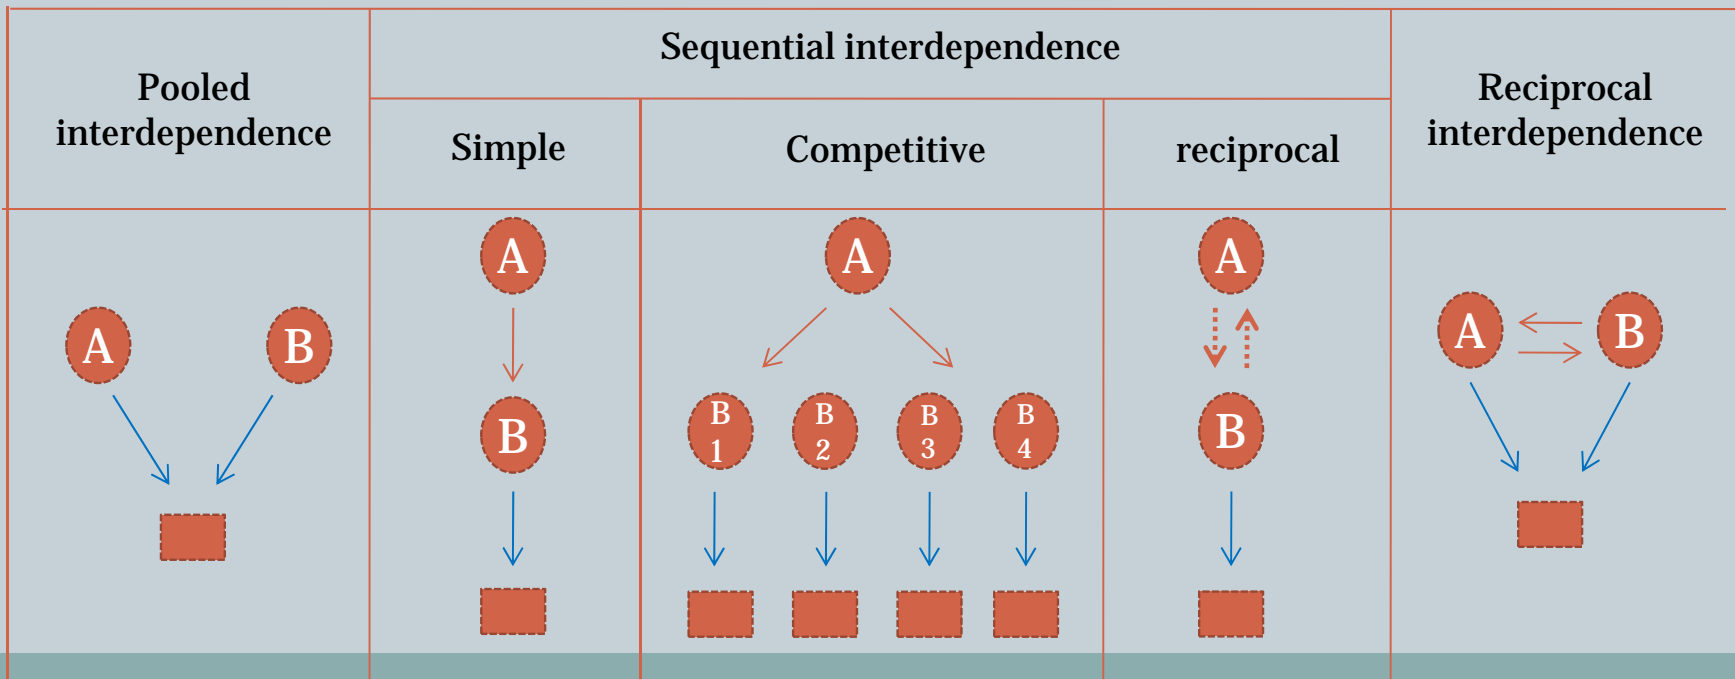 Pooled
interdependence
Sequential interdependence
Reciprocal
interdependence
Simple
Competitive
reciprocal
A
B
A
B
A
B
1
B
2
B
3
B
4
A
B
A
B